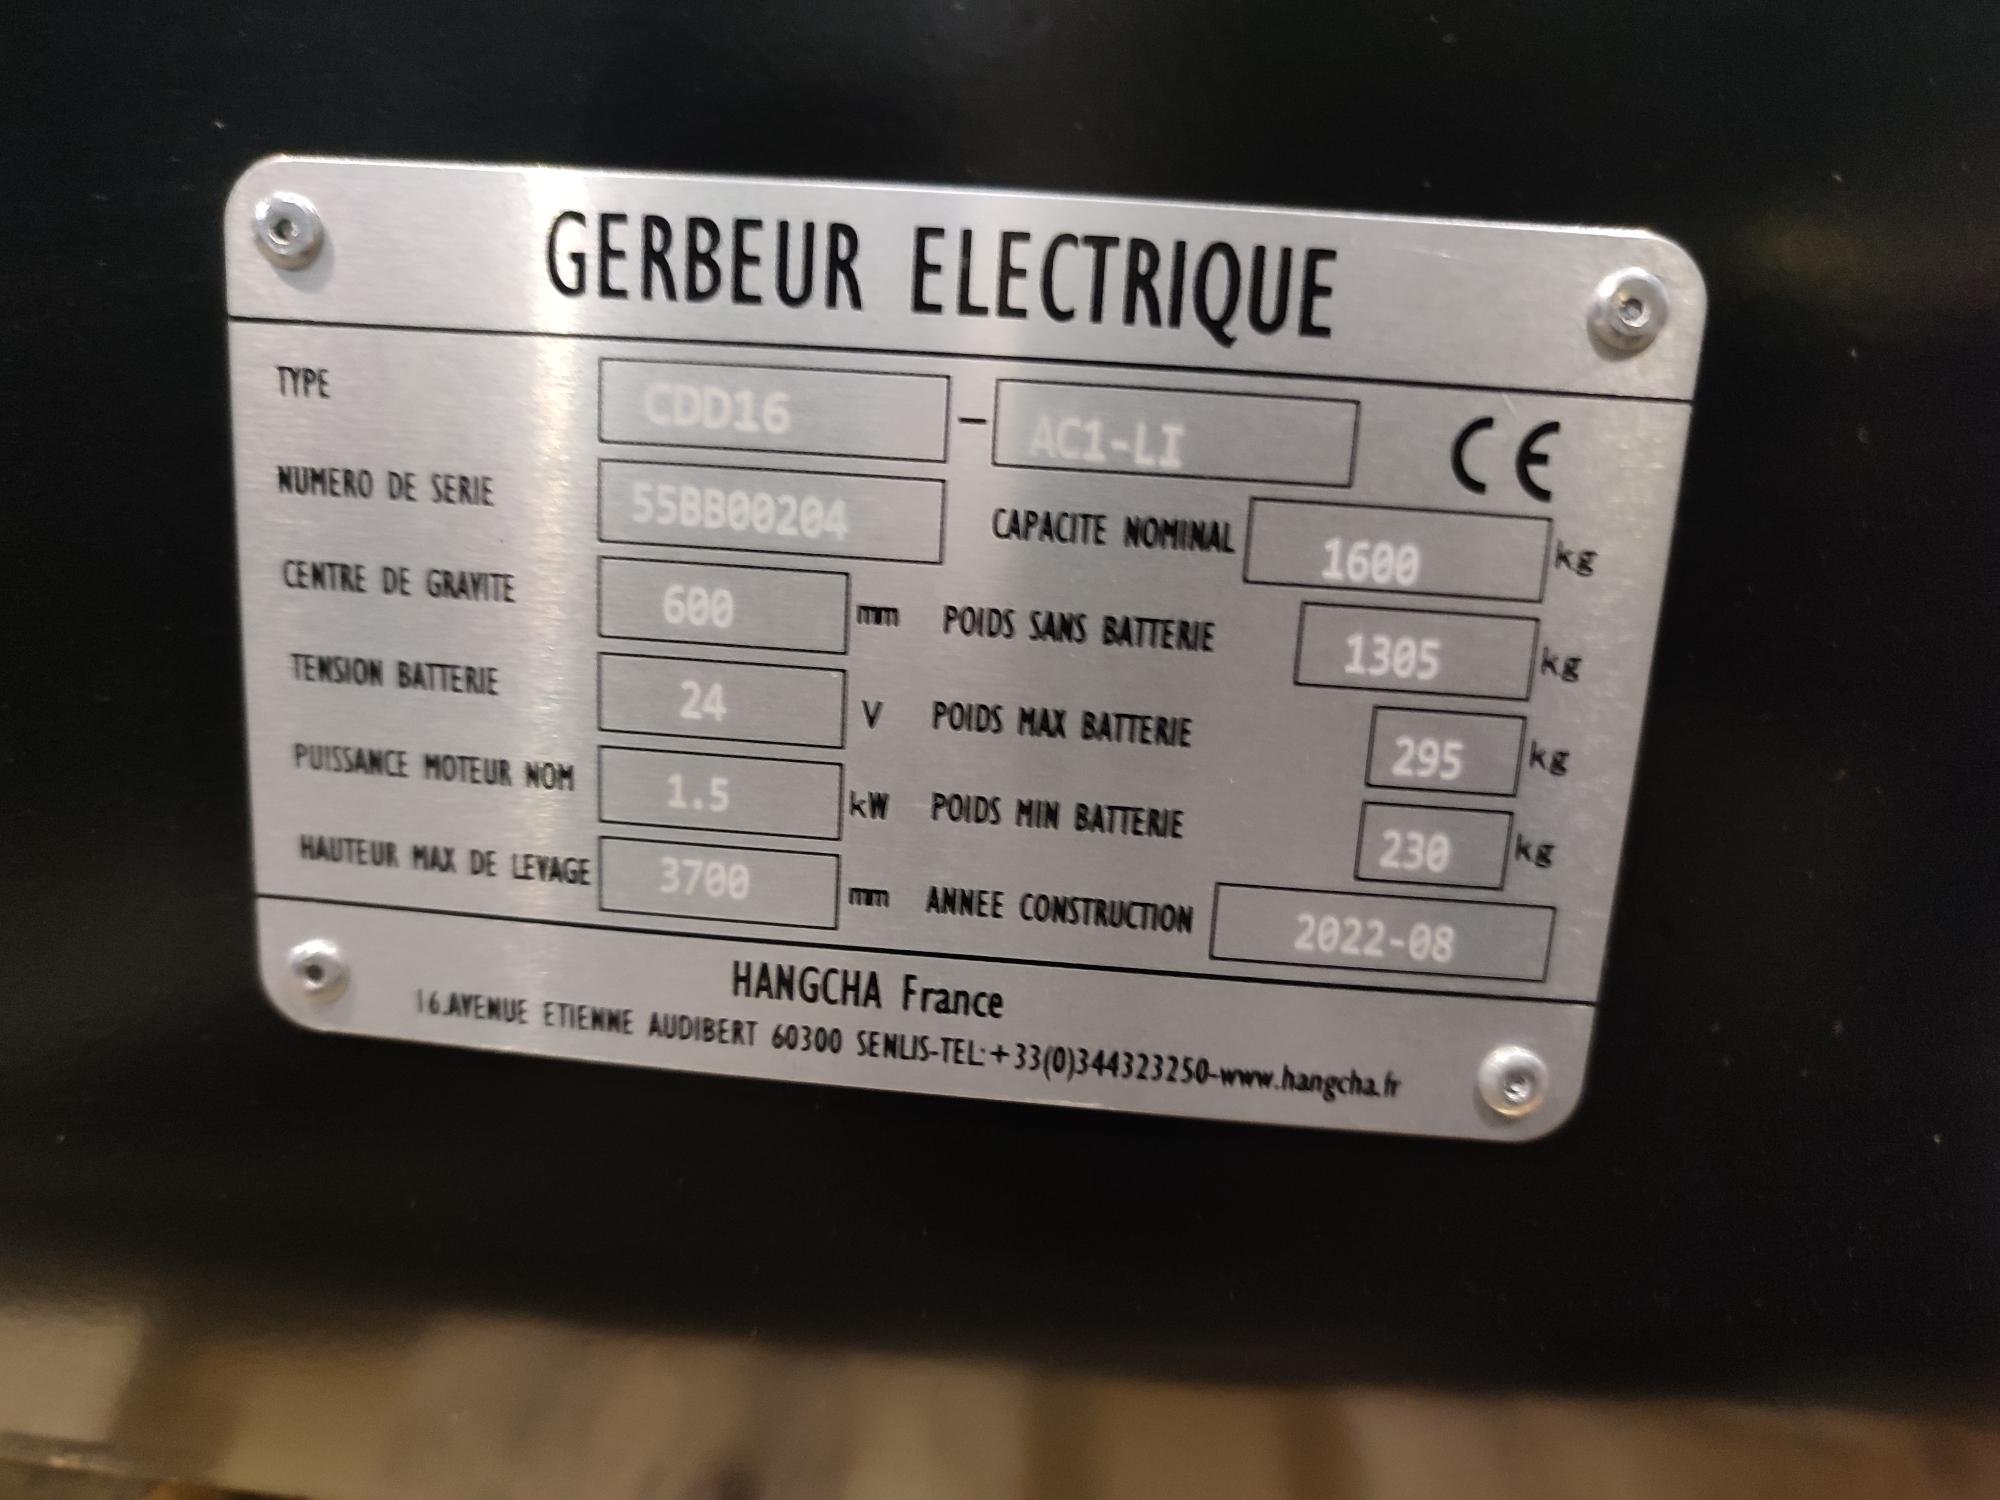 GERBEUR ELECTRIQUE
TYPE CDD16 - AC1-LI CE
NUMERO DE SERIE 55BB00204 CAPACITE NOMINAL 1600 kg
CENTRE DE GRAVITE 600 mm POIDS SANS BATTERIE 1305 kg
TENSION BATTERIE 24 V POIDS MAX BATTERIE 295 kg
PUISSANCE MOTEUR NOM 1.5 kW POIDS MIN BATTERIE 230 kg
HAUTEUR MAX DE LEVAGE 3700 mm ANNEE CONSTRUCTION 2022-08
HANGCHA France
16.AVENUE ETIENNE AUDIBERT 60300 SENLIS-TEL:+33(0)344323250-www.hangcha.fr